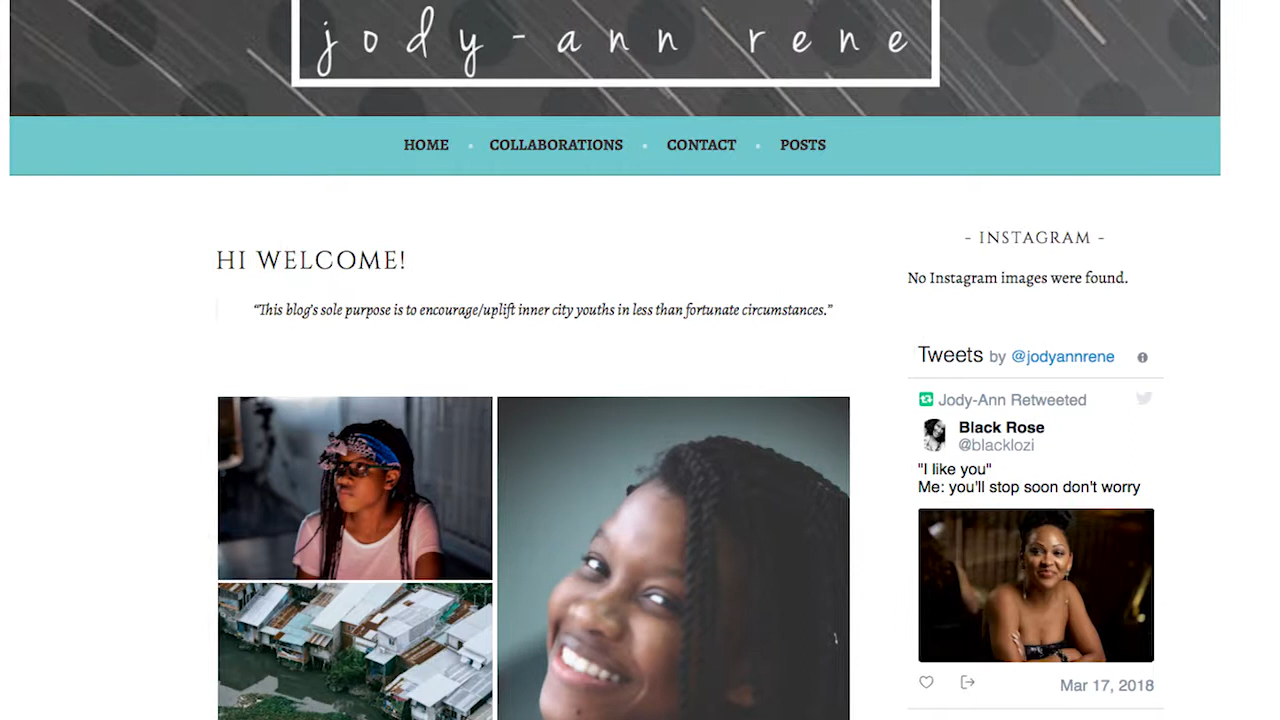 jody-ann rene
HOME
COLLABORATIONS
CONTACT
POSTS
HI WELCOME!
“This blog's sole purpose is to encourage/uplift inner city youths in less than fortunate circumstances.”
- INSTAGRAM -
No Instagram images were found.
Tweets by @jodyannrene
Jody-Ann Retweeted
Black Rose
@blacklozi
"I like you"
Me: you'll stop soon don't worry
Mar 17, 2018